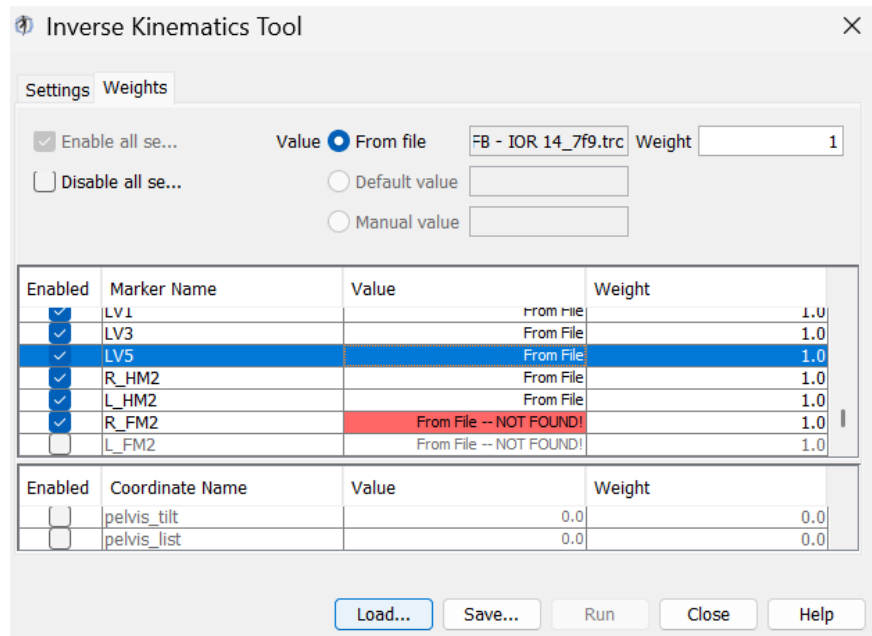 Inverse Kinematics Tool
Settings Weights
Enable all se... Value From file FB - IOR 14_7f9.trc Weight 1
Disable all se... Default value
Manual value
Enabled Marker Name Value Weight
LV1 From File 1.0
LV3 From File 1.0
LV5 From File 1.0
R_HM2 From File 1.0
L_HM2 From File 1.0
R_FM2 From File -- NOT FOUND! 1.0
L_FM2 From File -- NOT FOUND! 1.0
Enabled Coordinate Name Value Weight
pelvis_tilt 0.0 0.0
pelvis_list 0.0 0.0
Load... Save... Run Close Help